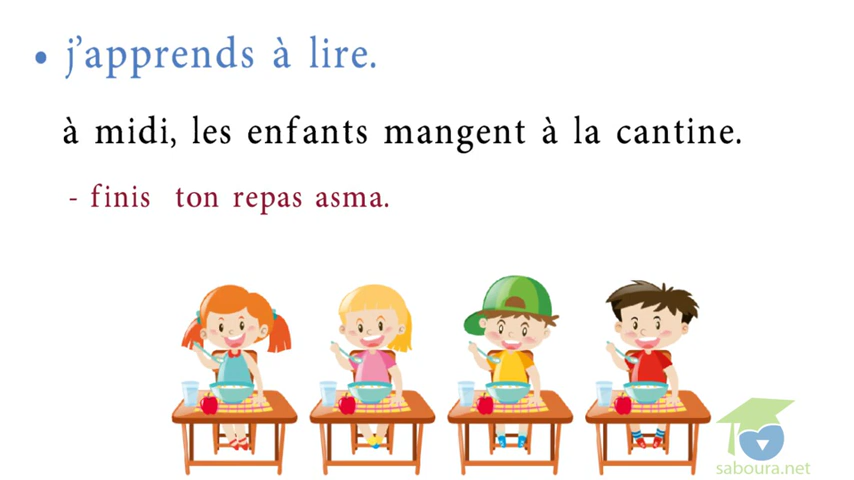 • j'apprends à lire.
à midi, les enfants mangent à la cantine.
- finis ton repas asma.
saboura.net